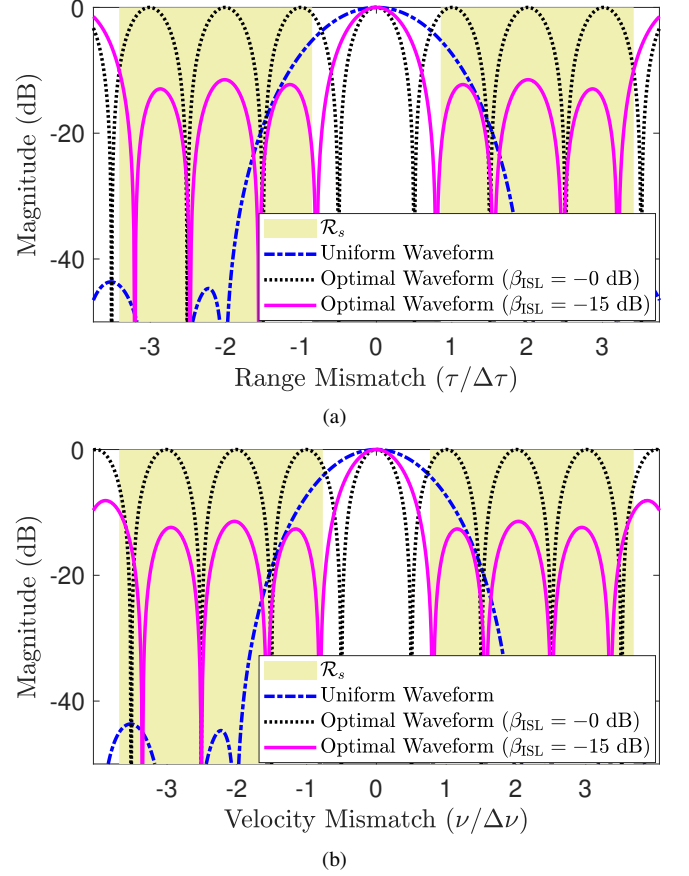 0
-20
-40
Magnitude (dB)
ℛₛ
Uniform Waveform
Optimal Waveform (β_ISL = −0 dB)
Optimal Waveform (β_ISL = −15 dB)
-3 -2 -1 0 1 2 3
Range Mismatch (τ/Δτ)
(a)
0
-20
-40
Magnitude (dB)
ℛₛ
Uniform Waveform
Optimal Waveform (β_ISL = −0 dB)
Optimal Waveform (β_ISL = −15 dB)
-3 -2 -1 0 1 2 3
Velocity Mismatch (ν/Δν)
(b)